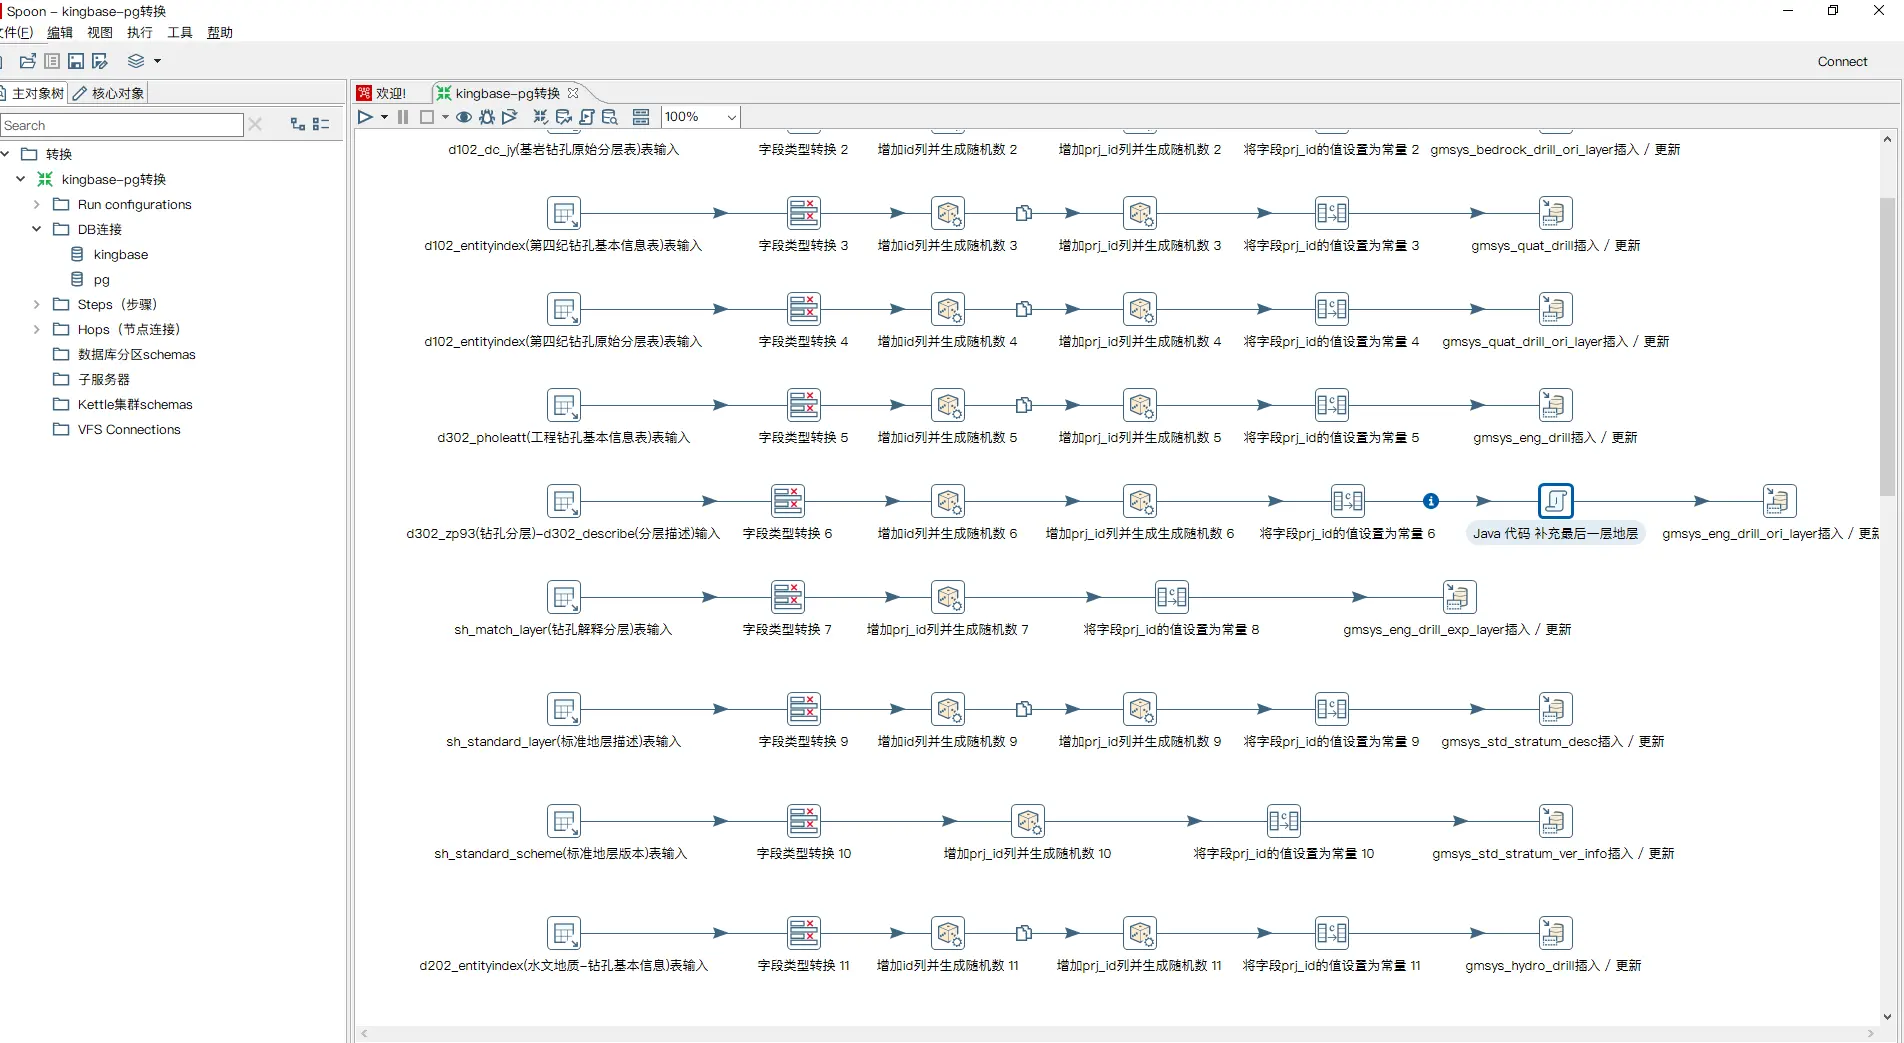 Spoon - kingbase-pg转换
文件(F) 编辑 视图 执行 工具 帮助
Connect
主对象树 核心对象
Search
转换
kingbase-pg转换
Run configurations
DB连接
kingbase
pg
Steps（步骤）
Hops（节点连接）
数据库分区schemas
子服务器
Kettle集群schemas
VFS Connections
欢迎! kingbase-pg转换
100%
d102_dc_jy(基岩钻孔原始分层表)表输入 字段类型转换 2 增加id列并生成随机数 2 增加prj_id列并生成随机数 2 将字段prj_id的值设置为常量 2 gmsys_bedrock_drill_ori_layer插入 / 更新
d102_entityindex(第四纪钻孔基本信息表)表输入 字段类型转换 3 增加id列并生成随机数 3 增加prj_id列并生成随机数 3 将字段prj_id的值设置为常量 3 gmsys_quat_drill插入 / 更新
d102_entityindex(第四纪钻孔原始分层表)表输入 字段类型转换 4 增加id列并生成随机数 4 增加prj_id列并生成随机数 4 将字段prj_id的值设置为常量 4 gmsys_quat_drill_ori_layer插入 / 更新
d302_pholeatt(工程钻孔基本信息表)表输入 字段类型转换 5 增加id列并生成随机数 5 增加prj_id列并生成随机数 5 将字段prj_id的值设置为常量 5 gmsys_eng_drill插入 / 更新
d302_zp93(钻孔分层)-d302_describe(分层描述)输入 字段类型转换 6 增加id列并生成随机数 6 增加prj_id列并生成生成随机数 6 将字段prj_id的值设置为常量 6 Java 代码 补充最后一层地层 gmsys_eng_drill_ori_layer插入 / 更新
sh_match_layer(钻孔解释分层)表输入 字段类型转换 7 增加prj_id列并生成随机数 7 将字段prj_id的值设置为常量 8 gmsys_eng_drill_exp_layer插入 / 更新
sh_standard_layer(标准地层描述)表输入 字段类型转换 9 增加id列并生成随机数 9 增加prj_id列并生成随机数 9 将字段prj_id的值设置为常量 9 gmsys_std_stratum_desc插入 / 更新
sh_standard_scheme(标准地层版本)表输入 字段类型转换 10 增加prj_id列并生成随机数 10 将字段prj_id的值设置为常量 10 gmsys_std_stratum_ver_info插入 / 更新
d202_entityindex(水文地质-钻孔基本信息)表输入 字段类型转换 11 增加id列并生成随机数 11 增加prj_id列并生成随机数 11 将字段prj_id的值设置为常量 11 gmsys_hydro_drill插入 / 更新